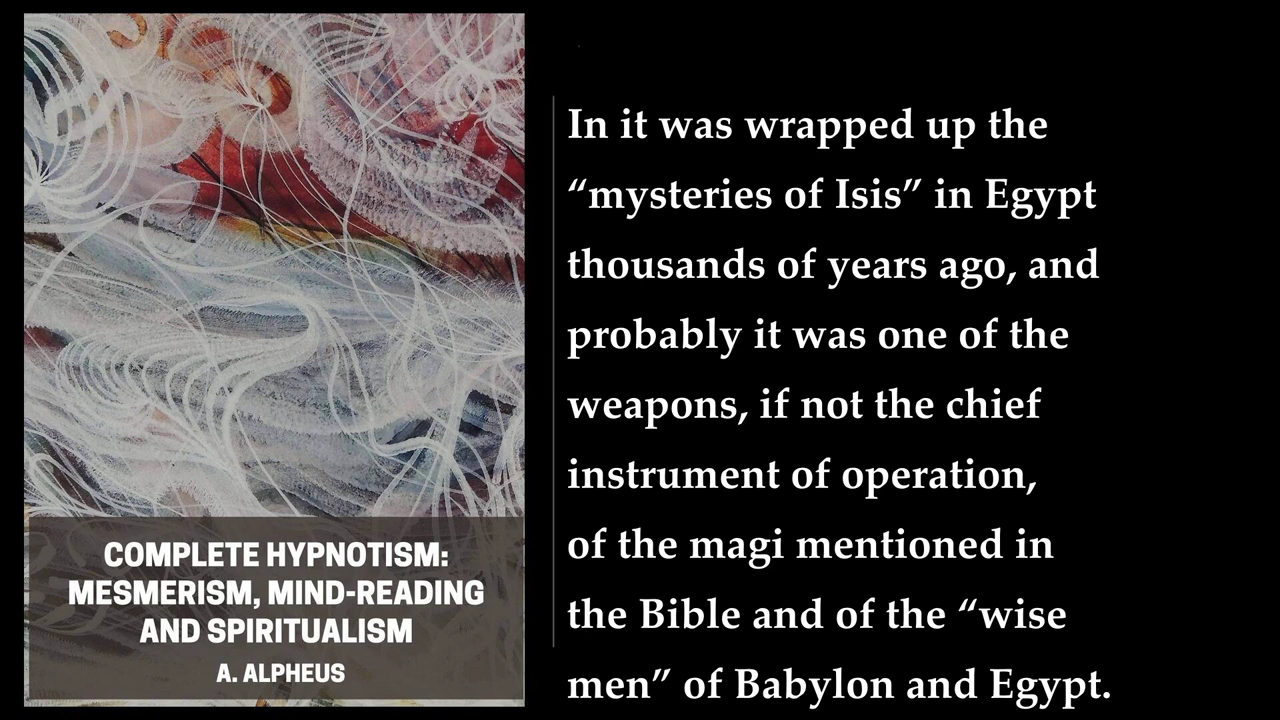 COMPLETE HYPNOTISM:
MESMERISM, MIND-READING
AND SPIRITUALISM
A. ALPHEUS
In it was wrapped up the
“mysteries of Isis” in Egypt
thousands of years ago, and
probably it was one of the
weapons, if not the chief
instrument of operation,
of the magi mentioned in
the Bible and of the “wise
men” of Babylon and Egypt.